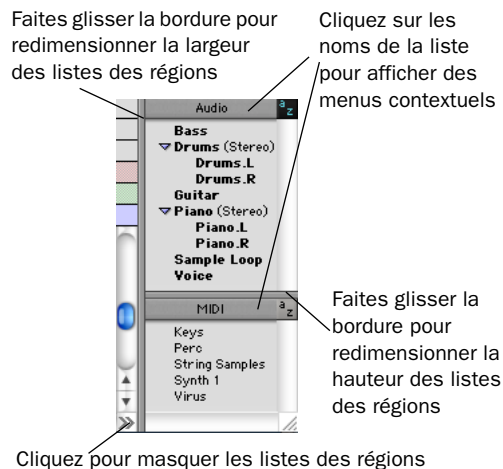 Faites glisser la bordure pour
redimensionner la largeur
des listes des régions
Cliquez sur les
noms de la liste
pour afficher des
menus contextuels
Audio
a z
Bass
Drums (Stereo)
Drums.L
Drums.R
Guitar
Piano (Stereo)
Piano.L
Piano.R
Sample Loop
Voice
MIDI
a z
Keys
Perc
String Samples
Synth 1
Virus
Faites glisser la
bordure pour
redimensionner la
hauteur des listes
des régions
Cliquez pour masquer les listes des régions